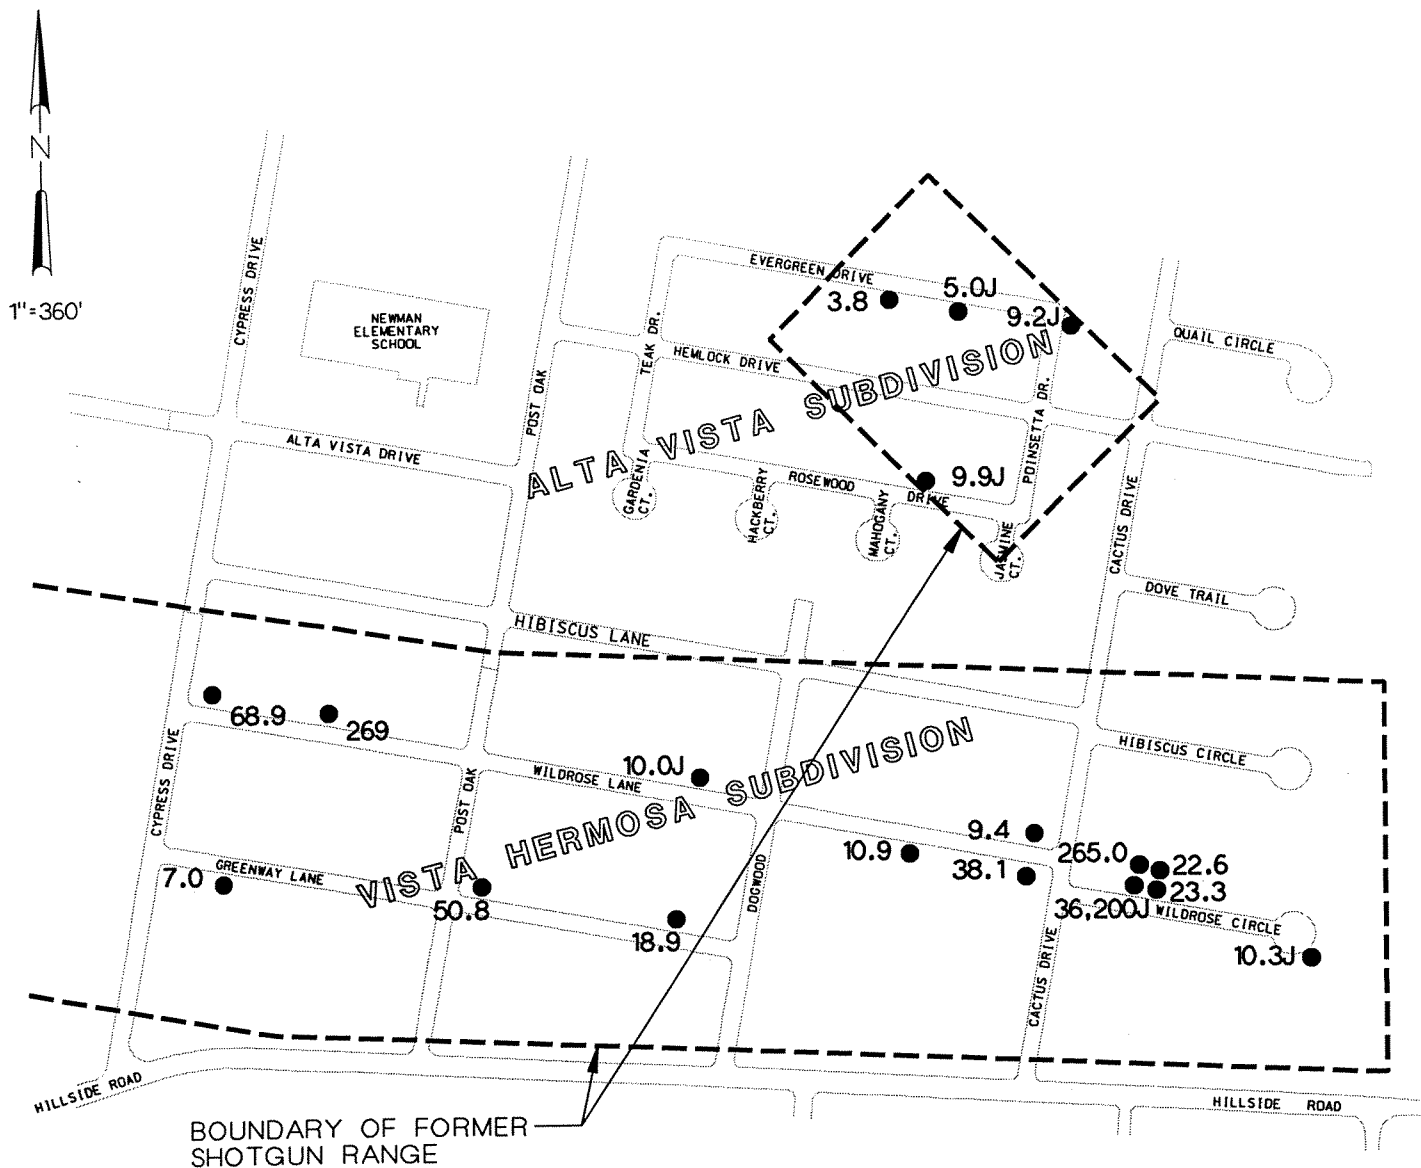 N
1"=360'
CYPRESS DRIVE
NEWMAN
ELEMENTARY
SCHOOL
EVERGREEN DRIVE
3.8
5.0J
9.2J
QUAIL CIRCLE
TEAK DR.
HEMLOCK DRIVE
POST OAK
POINSETTA DR.
ALTA VISTA SUBDIVISION
ALTA VISTA DRIVE
GARDENIA
CT.
HACKBERRY
CT.
ROSEWOOD DRIVE
9.9J
MAHOGANY
CT.
JASMINE
CT.
CACTUS DRIVE
DOVE TRAIL
HIBISCUS LANE
68.9
269
CYPRESS DRIVE
POST OAK
WILDROSE LANE
10.0J
VISTA HERMOSA SUBDIVISION
HIBISCUS CIRCLE
9.4
10.9
38.1
265.0
22.6
23.3
36,200J
WILDROSE CIRCLE
10.3J
7.0
GREENWAY LANE
50.8
18.9
DOGWOOD
CACTUS DRIVE
HILLSIDE ROAD
HILLSIDE ROAD
BOUNDARY OF FORMER
SHOTGUN RANGE